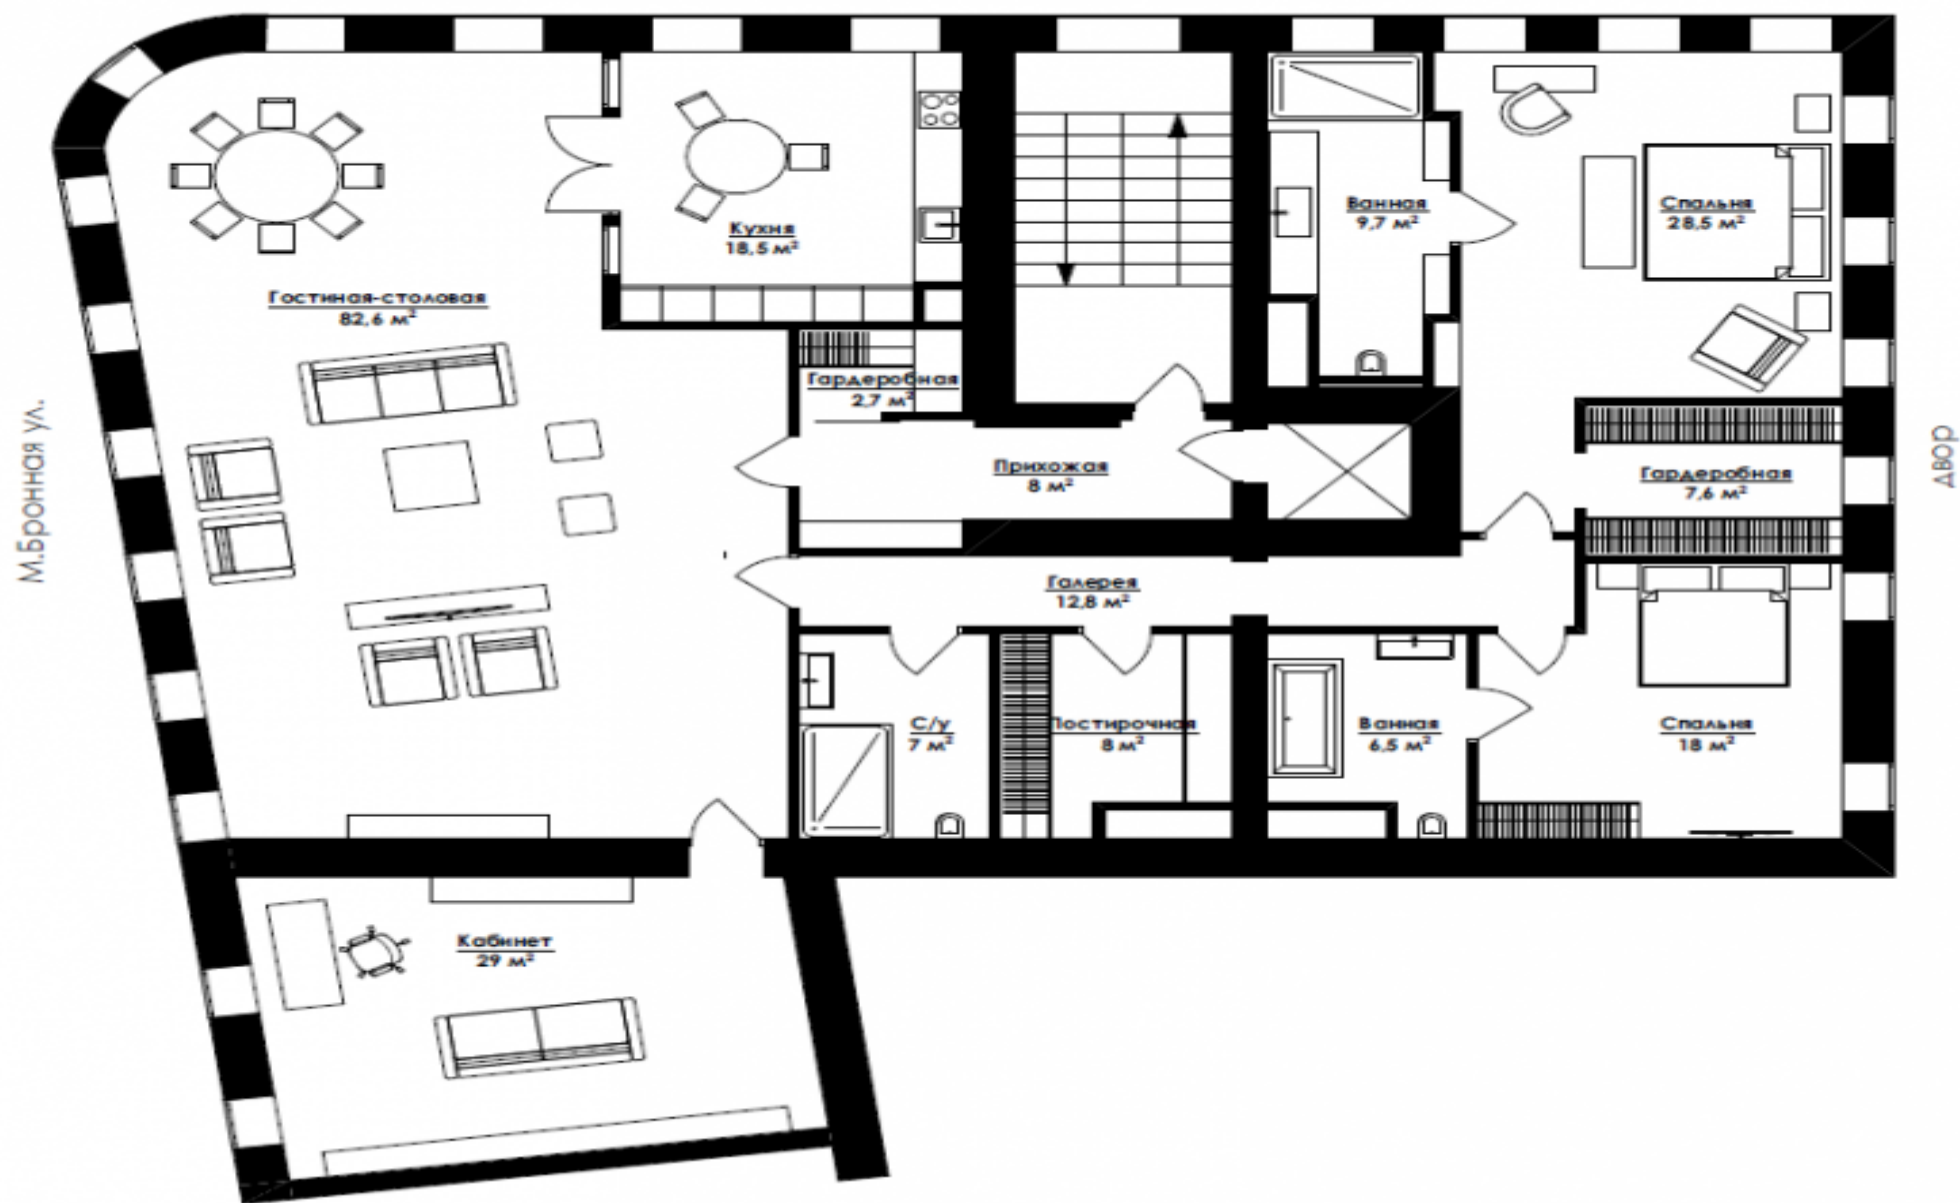 Кухня
18,5 м²
Ванная
9,7 м²
Спальня
28,5 м²
Гостиная-столовая
82,6 м²
Гардеробная
2,7 м²
М.Бронная ул.
Прихожая
8 м²
Гардеробная
7,6 м²
ДВОР
Галерея
12,8 м²
С/у
7 м²
Постирочная
8 м²
Ванная
6,5 м²
Спальня
18 м²
Кабинет
29 м²